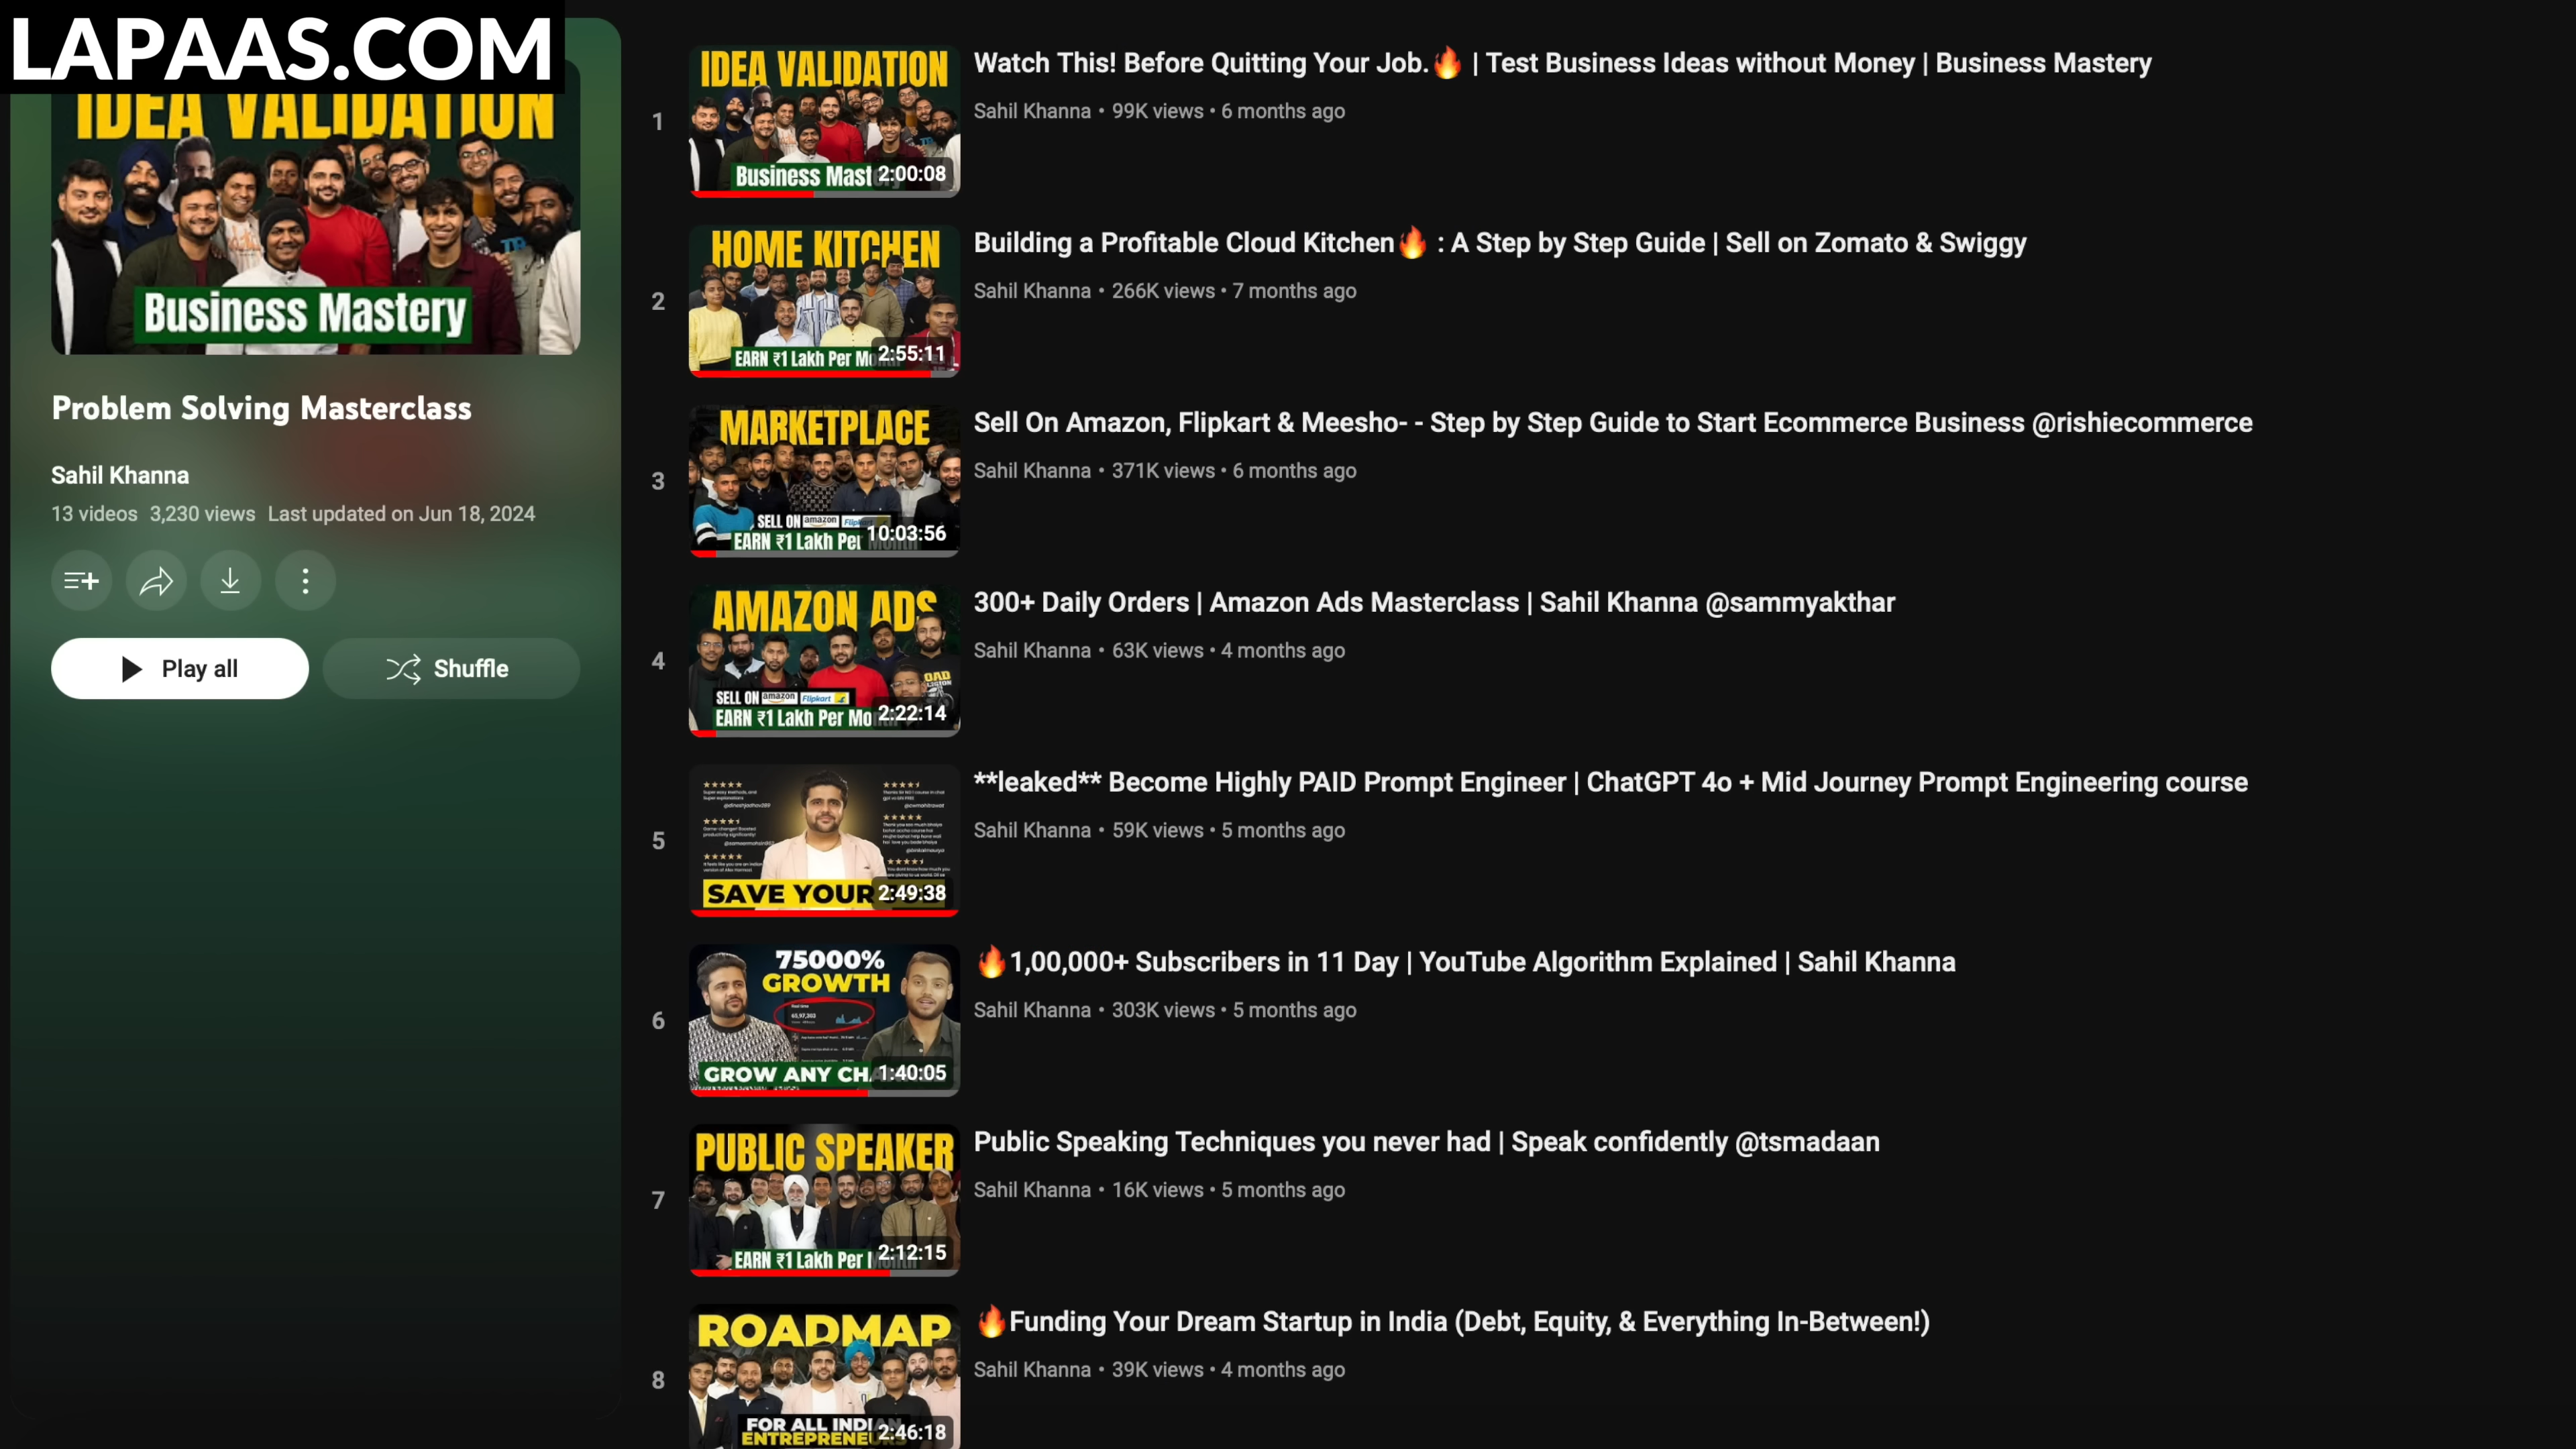 LAPAAS.COM
IDEA VALIDATION
Business Mastery
Problem Solving Masterclass
Sahil Khanna
13 videos 3,230 views Last updated on Jun 18, 2024
Play all
Shuffle
1
IDEA VALIDATION
Business Mast
2:00:08
Watch This! Before Quitting Your Job.🔥 | Test Business Ideas without Money | Business Mastery
Sahil Khanna • 99K views • 6 months ago
2
HOME KITCHEN
EARN ₹1 Lakh Per Mo
2:55:11
Building a Profitable Cloud Kitchen🔥 : A Step by Step Guide | Sell on Zomato & Swiggy
Sahil Khanna • 266K views • 7 months ago
3
MARKETPLACE
SELL ON amazon Flipkart
EARN ₹1 Lakh Per Month
10:03:56
Sell On Amazon, Flipkart & Meesho- - Step by Step Guide to Start Ecommerce Business @rishiecommerce
Sahil Khanna • 371K views • 6 months ago
4
AMAZON ADS
SELL ON amazon Flipkart
EARN ₹1 Lakh Per Mo
2:22:14
300+ Daily Orders | Amazon Ads Masterclass | Sahil Khanna @sammyakthar
Sahil Khanna • 63K views • 4 months ago
5
SAVE YOUR
2:49:38
**leaked** Become Highly PAID Prompt Engineer | ChatGPT 4o + Mid Journey Prompt Engineering course
Sahil Khanna • 59K views • 5 months ago
6
75000%
GROWTH
GROW ANY CHA
1:40:05
🔥1,00,000+ Subscribers in 11 Day | YouTube Algorithm Explained | Sahil Khanna
Sahil Khanna • 303K views • 5 months ago
7
PUBLIC SPEAKER
EARN ₹1 Lakh Per Month
2:12:15
Public Speaking Techniques you never had | Speak confidently @tsmadaan
Sahil Khanna • 16K views • 5 months ago
8
ROADMAP
FOR ALL INDIAN
ENTREPRENEURS
2:46:18
🔥Funding Your Dream Startup in India (Debt, Equity, & Everything In-Between!)
Sahil Khanna • 39K views • 4 months ago